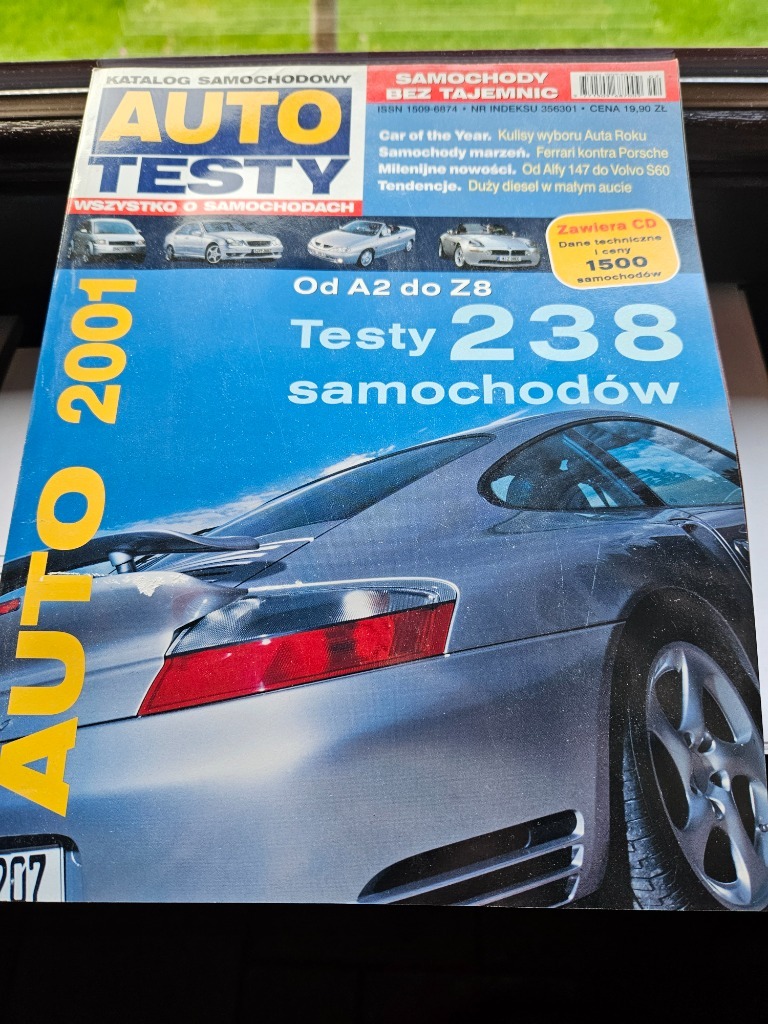 KATALOG SAMOCHODOWY
AUTO
TESTY
WSZYSTKO O SAMOCHODACH
SAMOCHODY
BEZ TAJEMNIC
ISSN 1509-6874 • NR INDEKSU 356301 • CENA 19,90 ZŁ
Car of the Year. Kulisy wyboru Auta Roku
Samochody marzeń. Ferrari kontra Porsche
Milenijne nowości. Od Alfy 147 do Volvo S60
Tendencje. Duży diesel w małym aucie
Zawiera CD
Dane techniczne
i ceny
1500
samochodów
Od A2 do Z8
Testy 238
samochodów
AUTO 2001
207